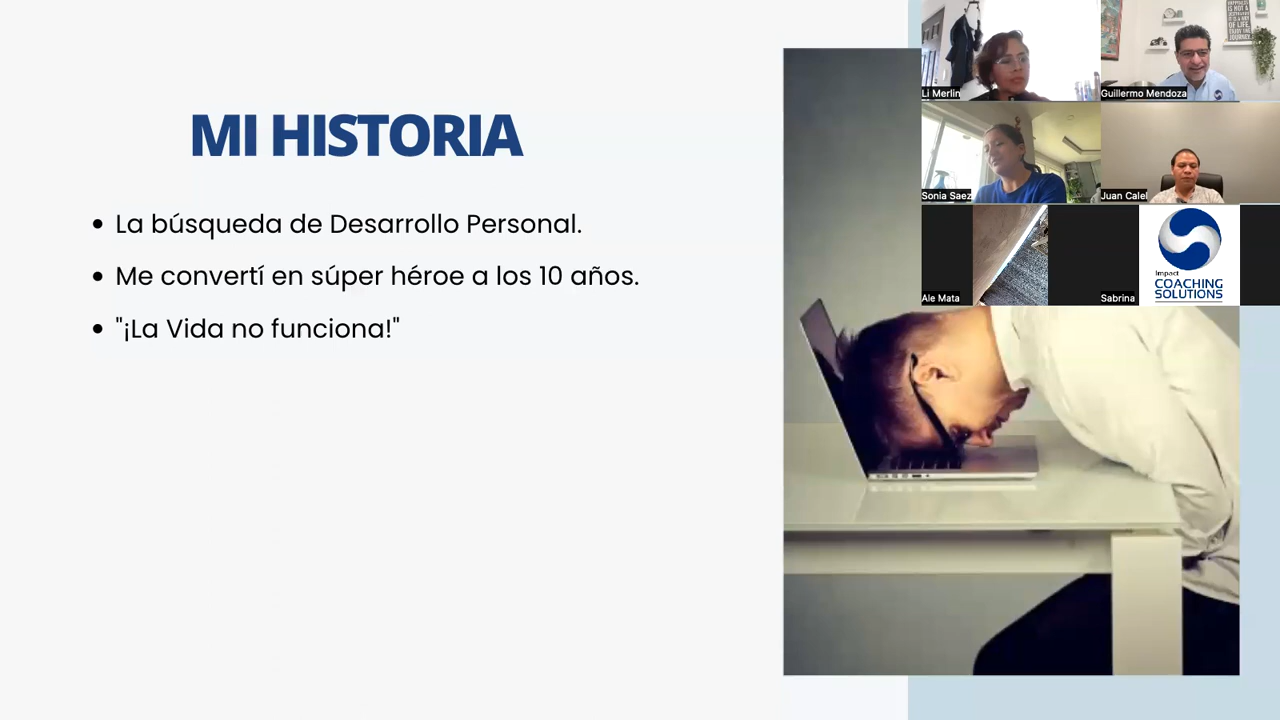 MI HISTORIA
La búsqueda de Desarrollo Personal.
Me convertí en súper héroe a los 10 años.
"¡La Vida no funciona!"
Li Merlin
Guillermo Mendoza
Sonia Saez
Juan Calel
Ale Mata
Sabrina
Impact
COACHING
SOLUTIONS